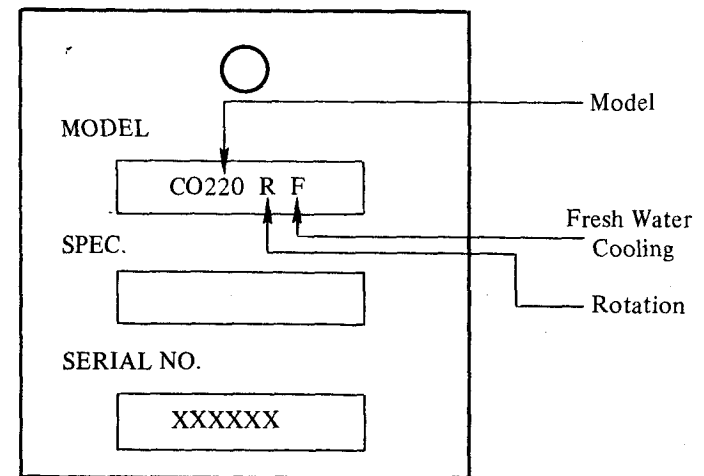 Model
MODEL
CO220 R F
Fresh Water
Cooling
SPEC.
Rotation
SERIAL NO.
XXXXXX